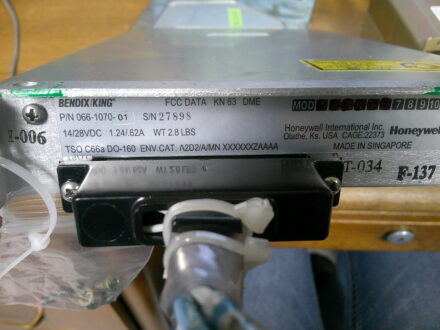 BENDIX/KING® FCC DATA KN 63 DME MOD 7 8 9 10
P/N 066-1070-01 S/N 27898
14/28VDC 1.24/.62A WT 2.8 LBS
Honeywell International Inc.
Olathe, Ks. USA CAGE:22373
Honeywell
TSO C66a DO-160 ENV. CAT. A2D2/A/MN XXXXXXZAAAA
MADE IN SINGAPORE
-006
T-034
F-137